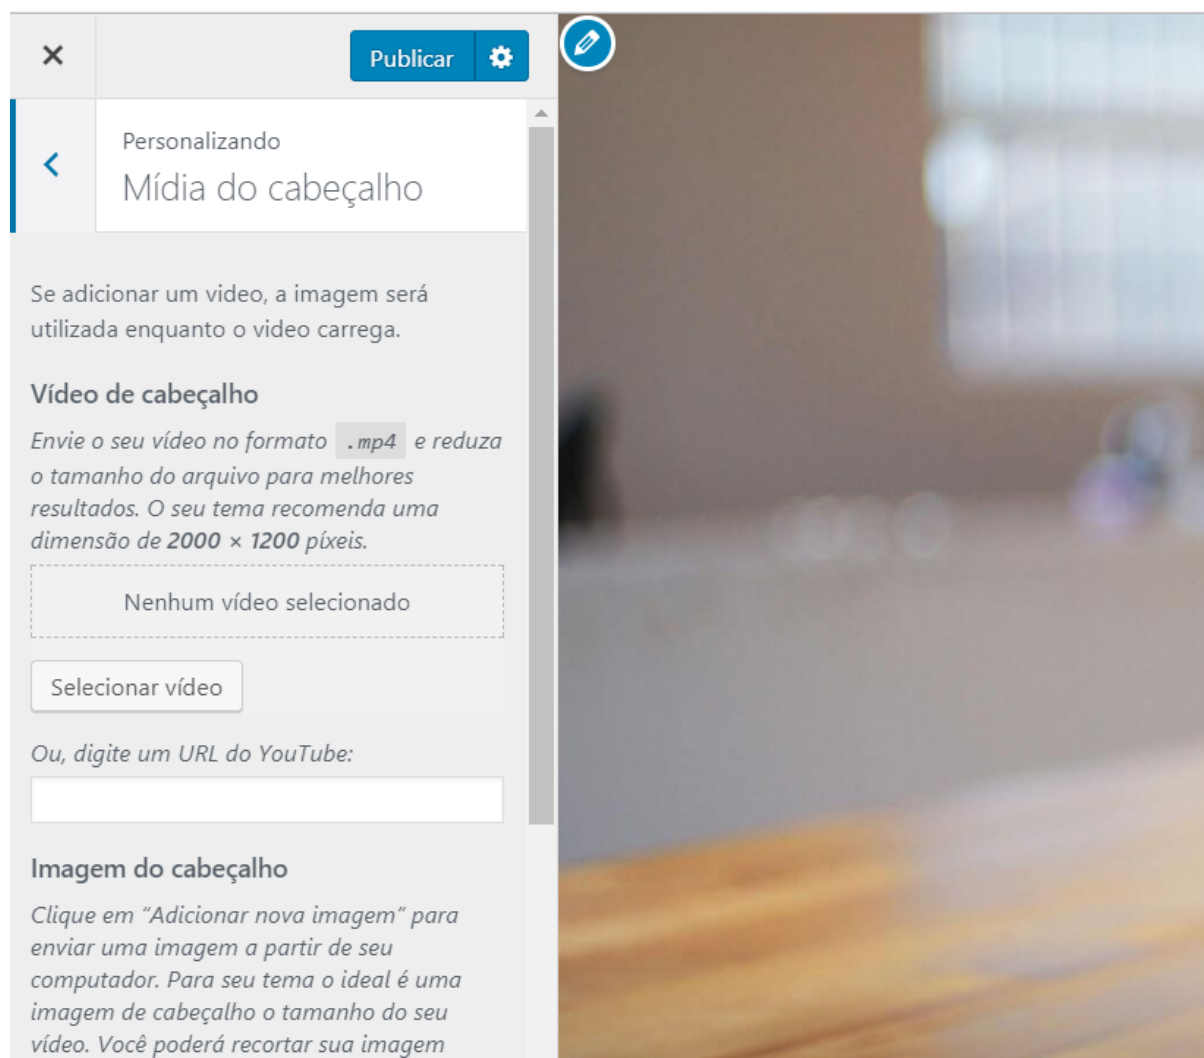 Publicar
Personalizando
Mídia do cabeçalho
Se adicionar um video, a imagem será
utilizada enquanto o video carrega.
Vídeo de cabeçalho
Envie o seu vídeo no formato .mp4 e reduza
o tamanho do arquivo para melhores
resultados. O seu tema recomenda uma
dimensão de 2000 × 1200 píxeis.
Nenhum vídeo selecionado
Selecionar vídeo
Ou, digite um URL do YouTube:
Imagem do cabeçalho
Clique em “Adicionar nova imagem” para
enviar uma imagem a partir de seu
computador. Para seu tema o ideal é uma
imagem de cabeçalho o tamanho do seu
vídeo. Você poderá recortar sua imagem